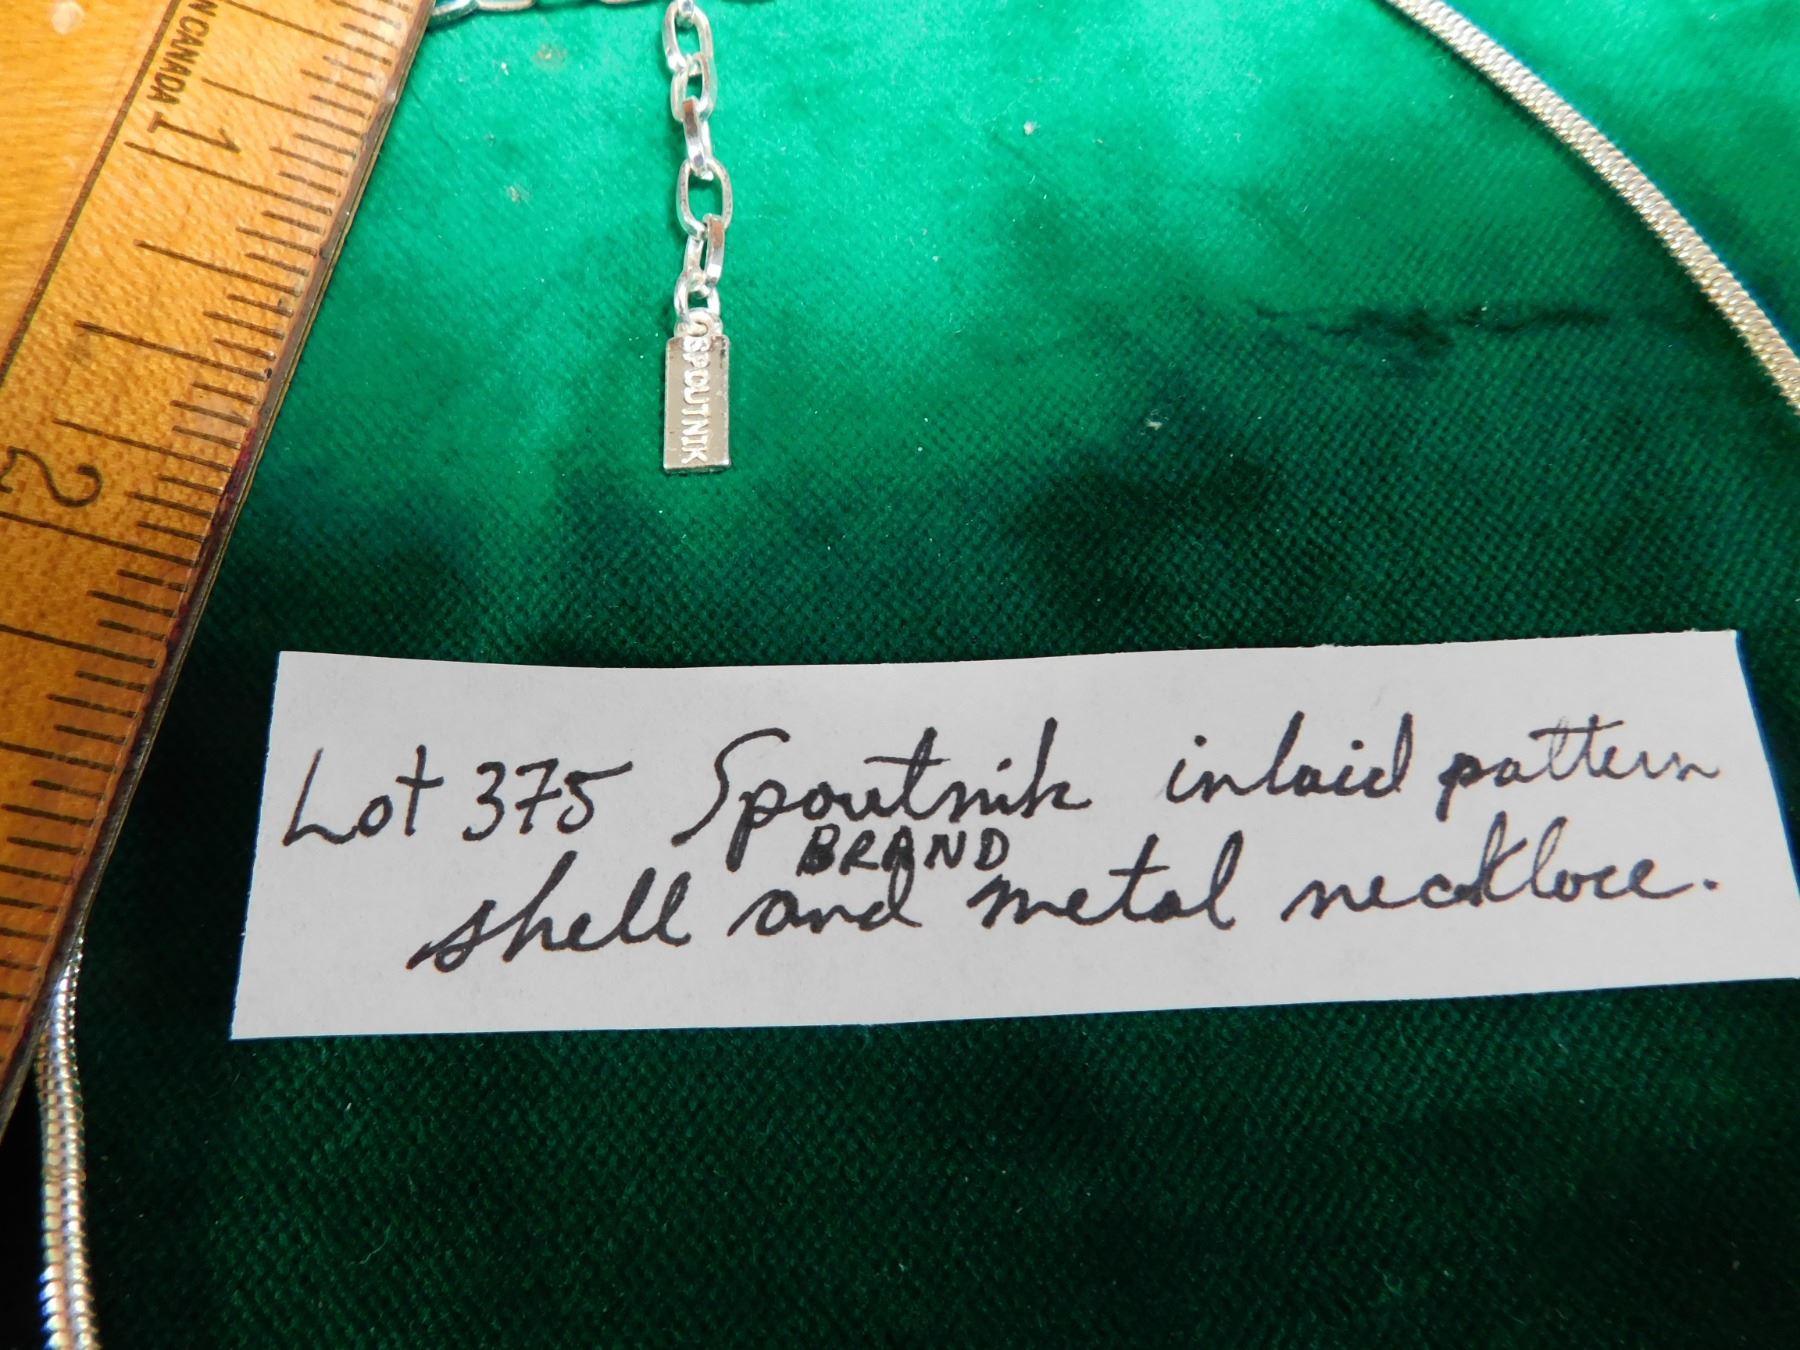 N CANADA
1
2
SPOUTNIK
Lot 375 Spoutnik inlaid pattern
BRAND
shell and metal necklace.